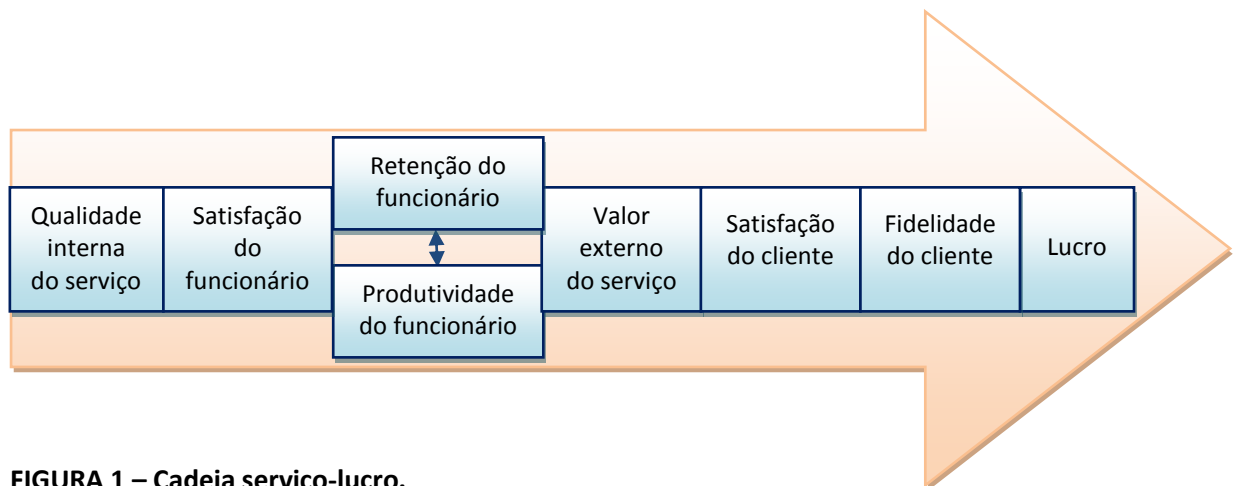 Qualidade
interna
do serviço
Satisfação
do
funcionário
Retenção do
funcionário
Produtividade
do funcionário
Valor
externo
do serviço
Satisfação
do cliente
Fidelidade
do cliente
Lucro
FIGURA 1 – Cadeia serviço-lucro.